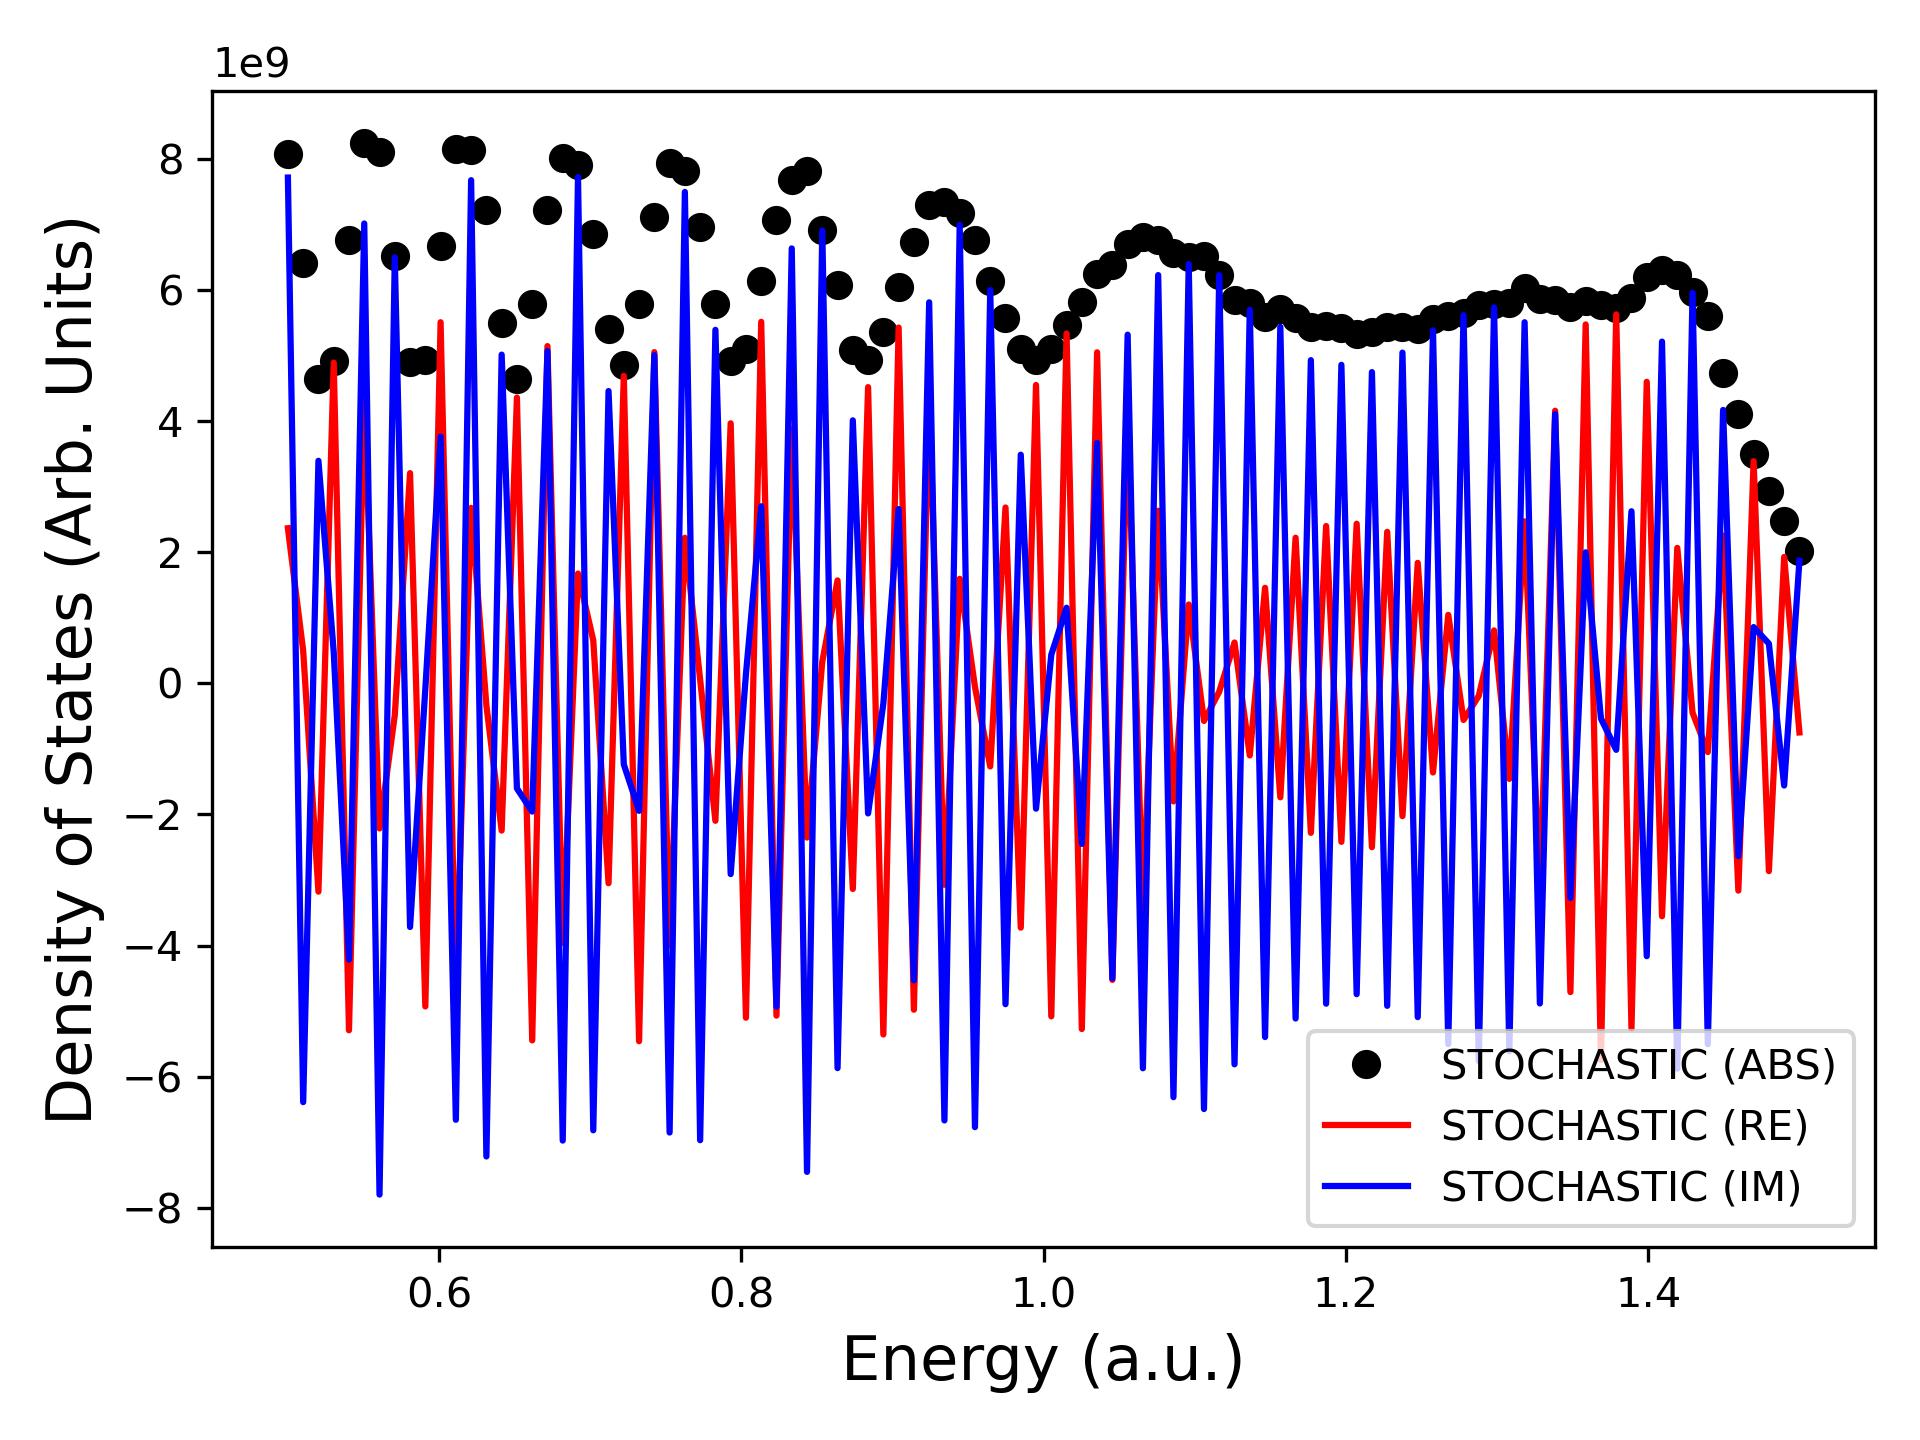 1e9
Density of States (Arb. Units)
8
6
4
2
0
−2
−4
−6
−8
STOCHASTIC (ABS)
STOCHASTIC (RE)
STOCHASTIC (IM)
0.6 0.8 1.0 1.2 1.4
Energy (a.u.)